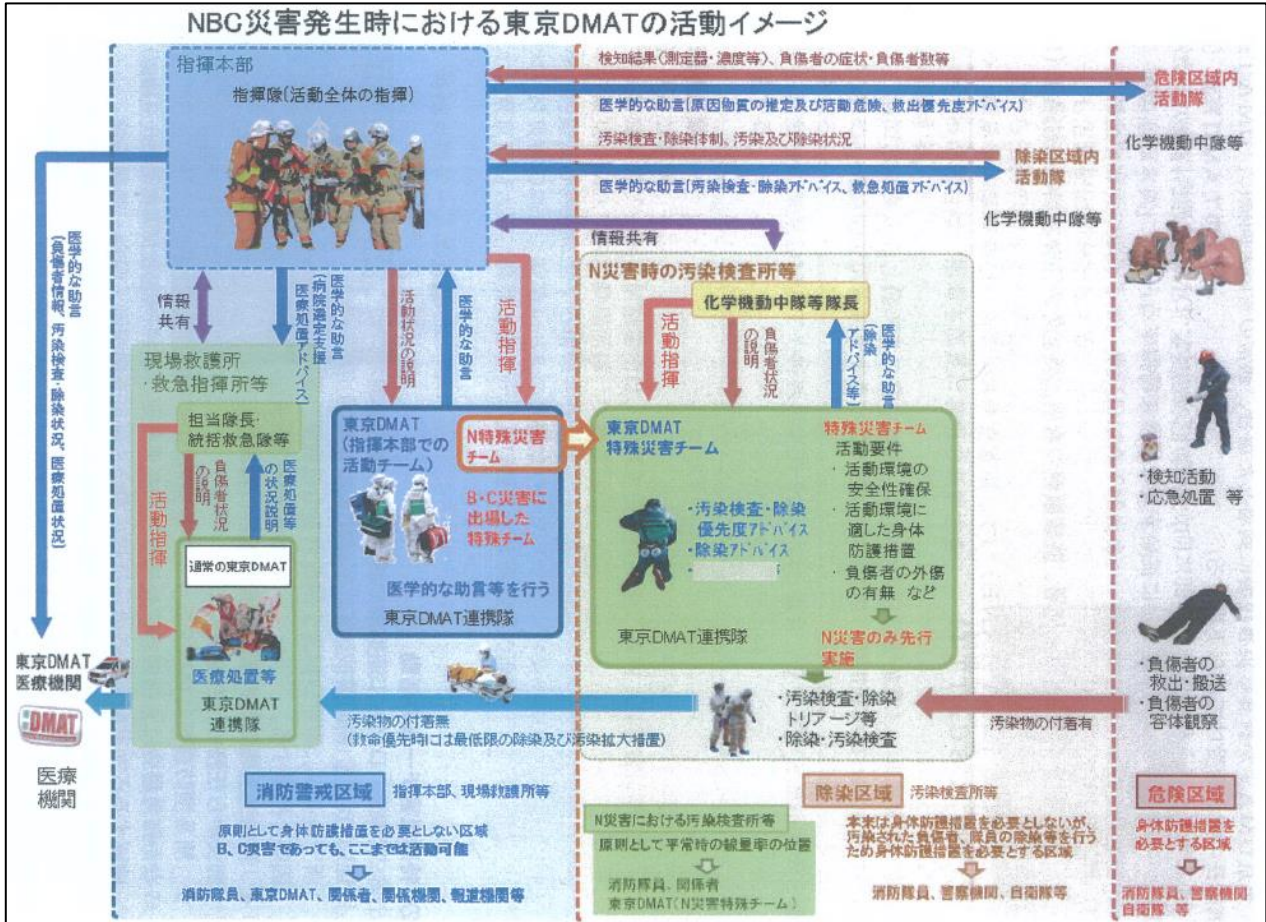 NBC災害発生時における東京DMATの活動イメージ
指揮本部
指揮隊(活動全体の指揮)
検知結果(測定器・濃度等)、負傷者の症状・負傷者数等
医学的な助言(原因物質の推定及び活動危険、救出優先度アドバイス)
汚染検査・除染体制、汚染及び除染状況
医学的な助言(汚染検査・除染アドバイス、救急処置アドバイス)
危険区域内
活動隊
化学機動中隊等
除染区域内
活動隊
化学機動中隊等
情報共有
医学的な助言
(負傷者情報、汚染検査・除染状況、医療処置状況)
情報
共有
医学的な助言
(病院選定支援
医療処置アドバイス)
活動状況の説明
医学的な助言
活動指揮
N災害時の汚染検査所等
化学機動中隊等隊長
活動指揮
負傷者状況
の説明
医学的な助言
(除染
アドバイス等)
現場救護所
・救急指揮所等
担当隊長・
統括救急隊等
活動指揮
負傷者状況
の説明
医療処置等
の状況説明
通常の東京DMAT
医療処置等
東京DMAT
連携隊
東京DMAT
(指揮本部での
活動チーム)
N特殊災害
チーム
B・C災害に
出場した
特殊チーム
医学的な助言等を行う
東京DMAT連携隊
東京DMAT
特殊災害チーム
・汚染検査・除染
優先度アドバイス
・除染アドバイス
東京DMAT連携隊
特殊災害チーム
活動要件
・活動環境の
安全性確保
・活動環境に
適した身体
防護措置
・負傷者の外傷
の有無 など
N災害のみ先行
実施
・検知活動
・応急処置 等
・負傷者の
救出・搬送
・負傷者の
容体観察
東京DMAT
医療機関
DMAT
医療
機関
汚染物の付着無
(救命優先時には最低限の除染及び汚染拡大措置)
・汚染検査・除染
トリアージ等
・除染・汚染検査
汚染物の付着有
消防警戒区域 指揮本部、現場救護所等
原則として身体防護措置を必要としない区域
B、C災害であっても、ここまでは活動可能
消防隊員、東京DMAT、関係者、関係機関、報道機関等
N災害における汚染検査所等
原則として平常時の線量率の位置
消防隊員、関係者
東京DMAT(N災害特殊チーム)
除染区域 汚染検査所等
本来は身体防護措置を必要としないが、
汚染された負傷者、隊員の除染等を行う
ため身体防護措置を必要とする区域
消防隊員、警察機関、自衛隊等
危険区域
身体防護措置を
必要とする区域
消防隊員、警察機関
自衛隊 等